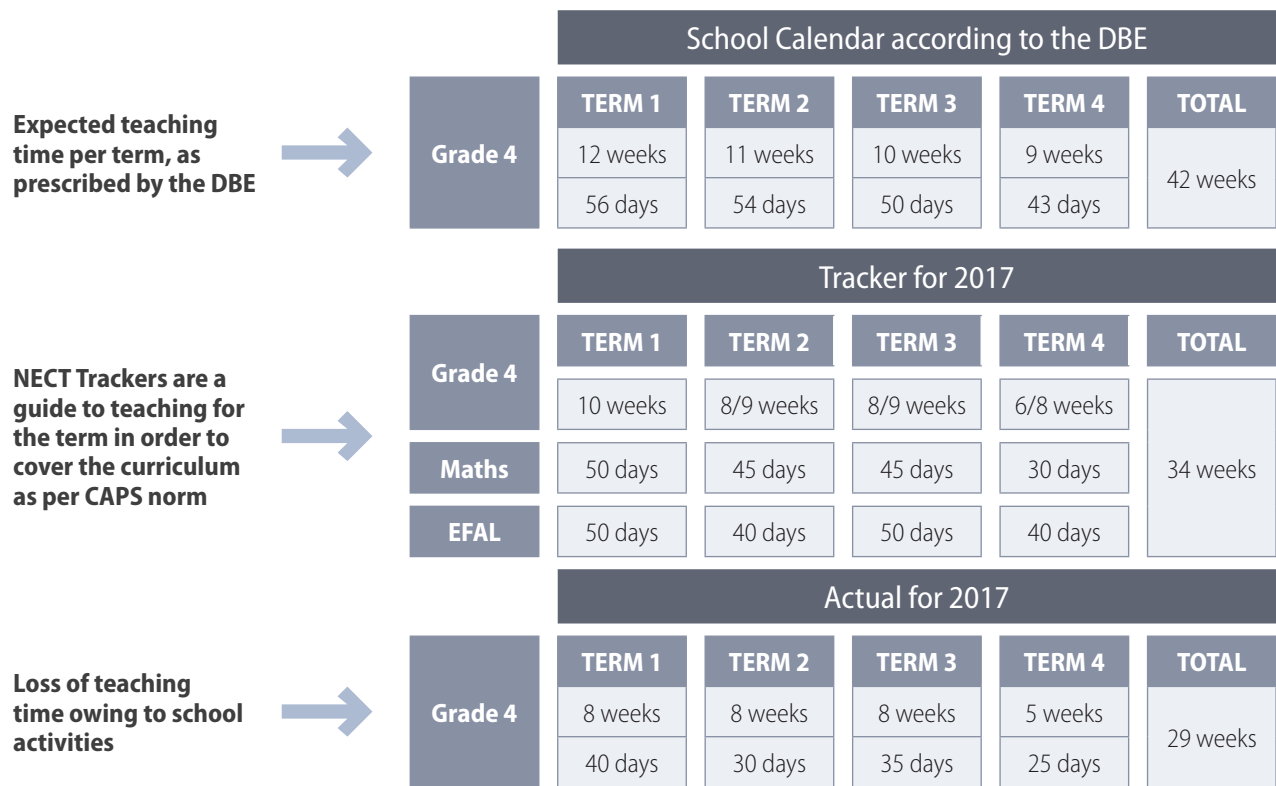 School Calendar according to the DBE
Expected teaching
time per term, as
prescribed by the DBE
Grade 4
TERM 1 TERM 2 TERM 3 TERM 4 TOTAL
12 weeks 11 weeks 10 weeks 9 weeks
42 weeks
56 days 54 days 50 days 43 days
Tracker for 2017
NECT Trackers are a
guide to teaching for
the term in order to
cover the curriculum
as per CAPS norm
Grade 4
TERM 1 TERM 2 TERM 3 TERM 4 TOTAL
10 weeks 8/9 weeks 8/9 weeks 6/8 weeks
Maths 50 days 45 days 45 days 30 days 34 weeks
EFAL 50 days 40 days 50 days 40 days
Actual for 2017
Loss of teaching
time owing to school
activities
Grade 4
TERM 1 TERM 2 TERM 3 TERM 4 TOTAL
8 weeks 8 weeks 8 weeks 5 weeks
29 weeks
40 days 30 days 35 days 25 days